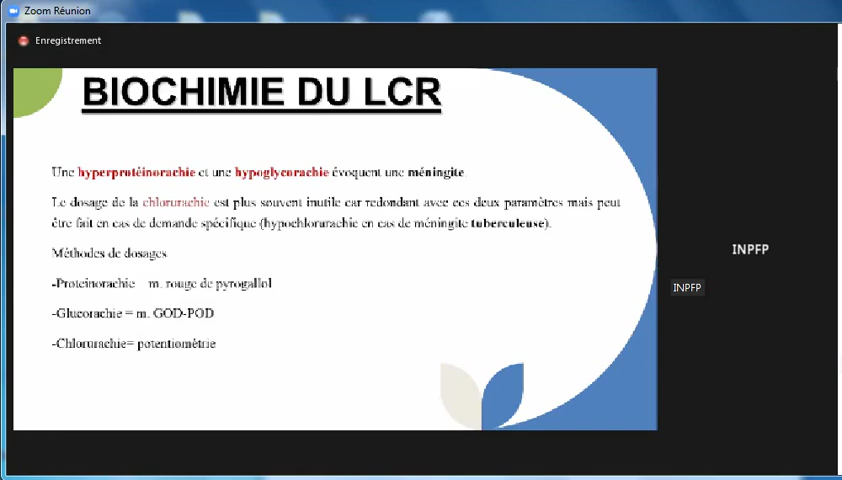 Zoom Réunion
Enregistrement
BIOCHIMIE DU LCR
Une hyperprotéinorachie et une hypoglycorachie évoquent une méningite.
Le dosage de la chlorurachie est plus souvent inutile car redondant avec ces deux paramètres mais peut
être fait en cas de demande spécifique (hypochlorurachie en cas de méningite tuberculeuse).
Méthodes de dosages
-Proteinorachie m. rouge de pyrogallol
-Glucorachie = m. GOD-POD
-Chlorurachie= potentiométrie
INPFP
INPFP